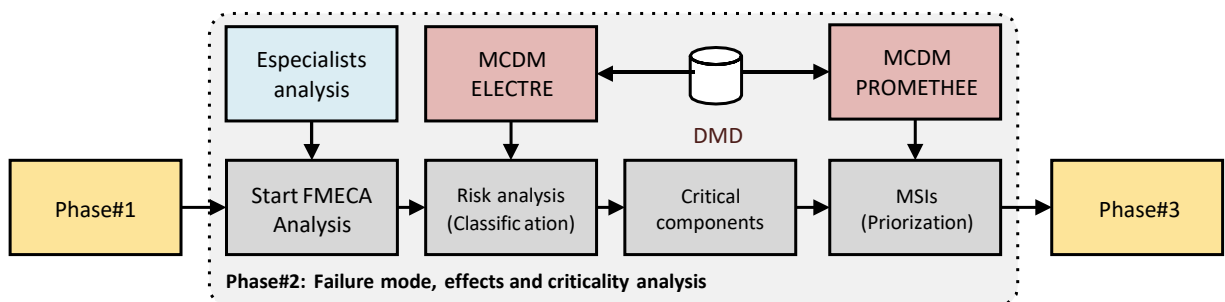 Especialists
analysis
MCDM
ELECTRE
DMD
MCDM
PROMETHEE
Phase#1
Start FMECA
Analysis
Risk analysis
(Classific ation)
Critical
components
MSIs
(Priorization)
Phase#3
Phase#2: Failure mode, effects and criticality analysis